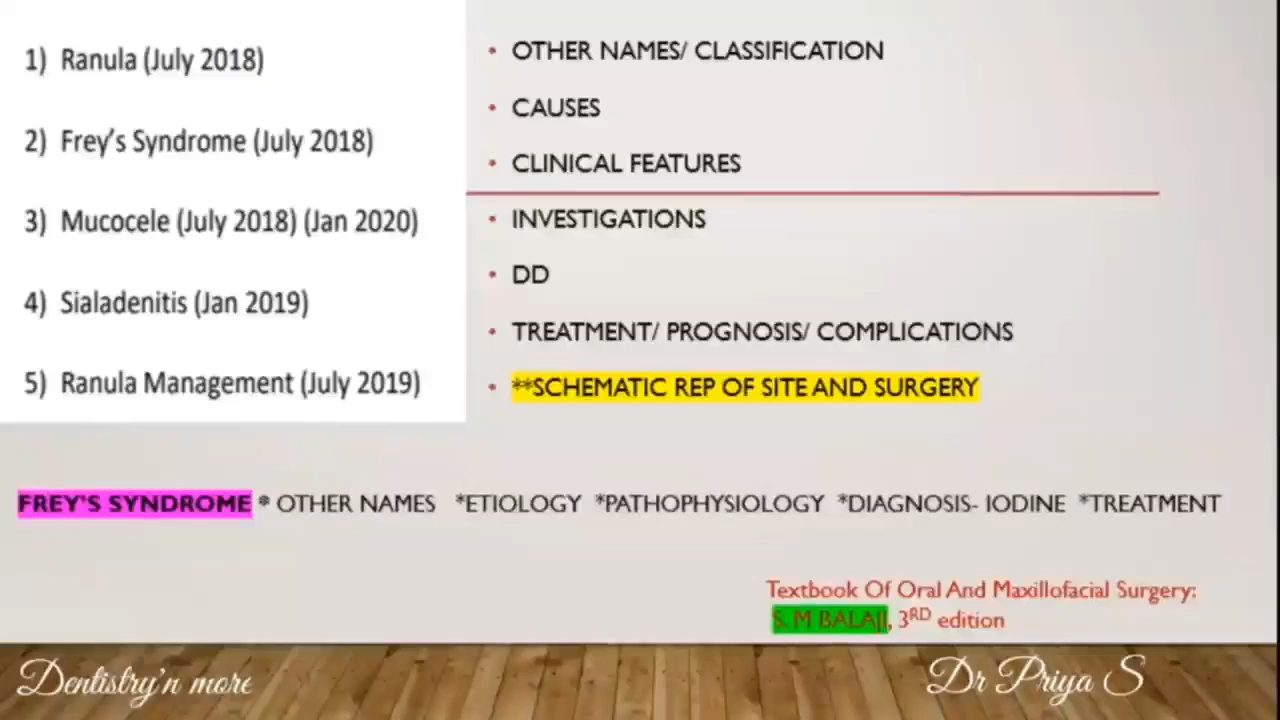 1) Ranula (July 2018)
2) Frey's Syndrome (July 2018)
3) Mucocele (July 2018) (Jan 2020)
4) Sialadenitis (Jan 2019)
5) Ranula Management (July 2019)
• OTHER NAMES/ CLASSIFICATION
• CAUSES
• CLINICAL FEATURES
• INVESTIGATIONS
• DD
• TREATMENT/ PROGNOSIS/ COMPLICATIONS
• **SCHEMATIC REP OF SITE AND SURGERY
FREY'S SYNDROME * OTHER NAMES *ETIOLOGY *PATHOPHYSIOLOGY *DIAGNOSIS- IODINE *TREATMENT
Textbook Of Oral And Maxillofacial Surgery:
S. M BALAJI, 3RD edition
Dentistry'n more
Dr Priya S